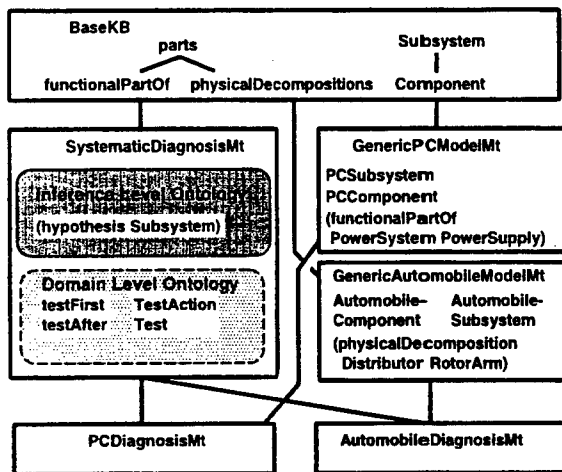 BaseKB
parts
Subsystem
functionalPartOf physicalDecompositions Component
SystematicDiagnosisMt
Inference Level Ontology
(hypothesis Subsystem)
Domain Level Ontology
testFirst TestAction
testAfter Test
GenericPCModelMt
PCSubsystem
PCComponent
(functionalPartOf
PowerSystem PowerSupply)
GenericAutomobileModelMt
Automobile- Automobile-
Component Subsystem
(physicalDecomposition
Distributor RotorArm)
PCDiagnosisMt
AutomobileDiagnosisMt